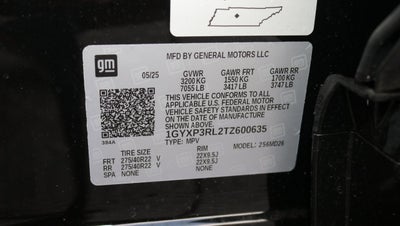 gm
MFD BY GENERAL MOTORS LLC
05/25 GVWR GAWR FRT GAWR RR
3200 KG 1550 KG 1700 KG
7055 LB 3417 LB 3747 LB
THIS VEHICLE CONFORMS TO ALL
APPLICABLE U.S. FEDERAL MOTOR
VEHICLE SAFETY STANDARDS IN EFFECT
ON THE DATE OF MANUFACTURE
SHOWN ABOVE.
394A
1GYXP3RL2TZ600635
TYPE: MPV MODEL: 256MD26
TIRE SIZE RIM
FRT 275/40R22 V 22X9.5J
RR 275/40R22 V 22X9.5J
SPA NONE NONE